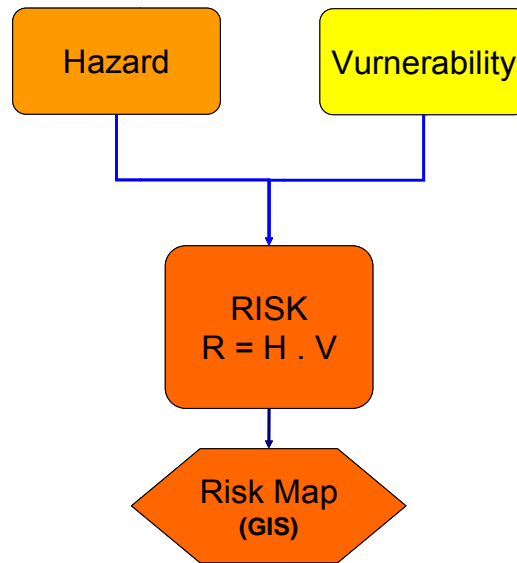 Hazard
Vurnerability
RISK
R = H . V
Risk Map
(GIS)